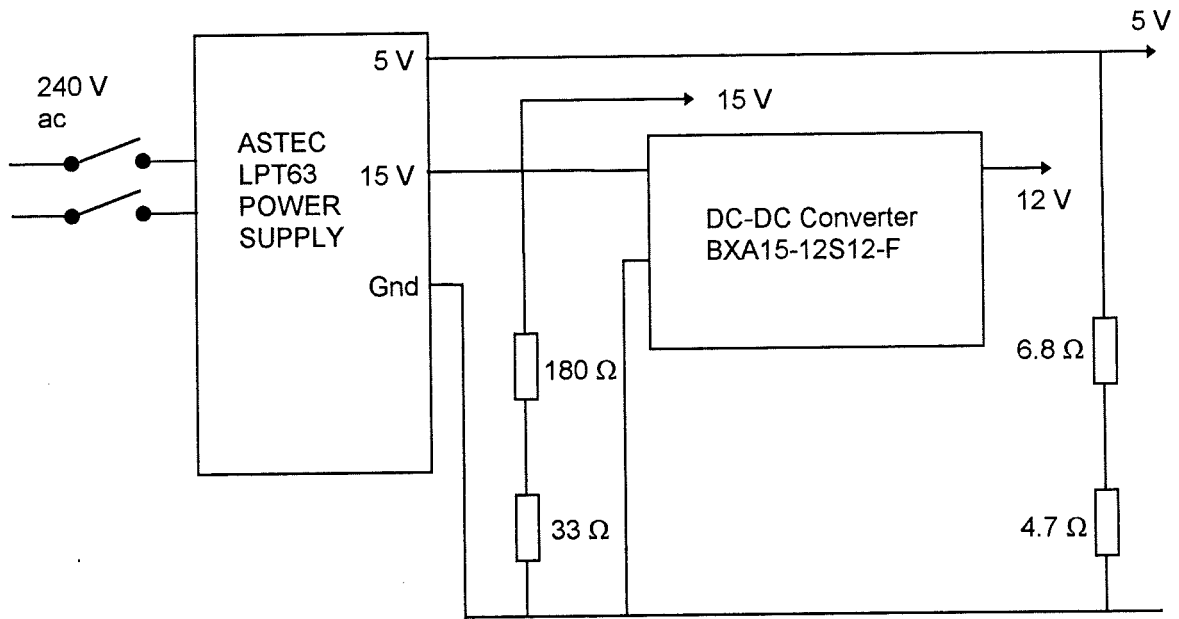 5 V
240 V
ac
ASTEC
LPT63
POWER
SUPPLY
5 V
15 V
Gnd
15 V
DC-DC Converter
BXA15-12S12-F
12 V
180 Ω
33 Ω
6.8 Ω
4.7 Ω